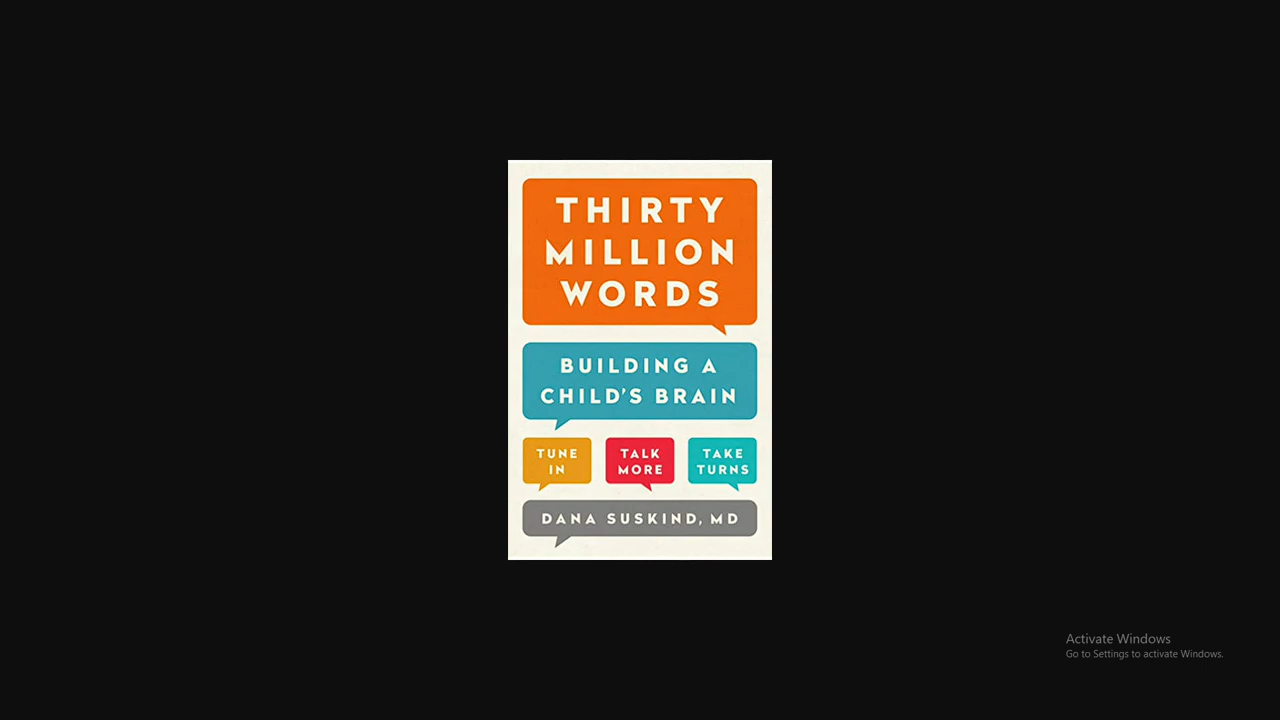 THIRTY
MILLION
WORDS
BUILDING A
CHILD'S BRAIN
TUNE
IN
TALK
MORE
TAKE
TURNS
DANA SUSKIND, MD
Activate Windows
Go to Settings to activate Windows.